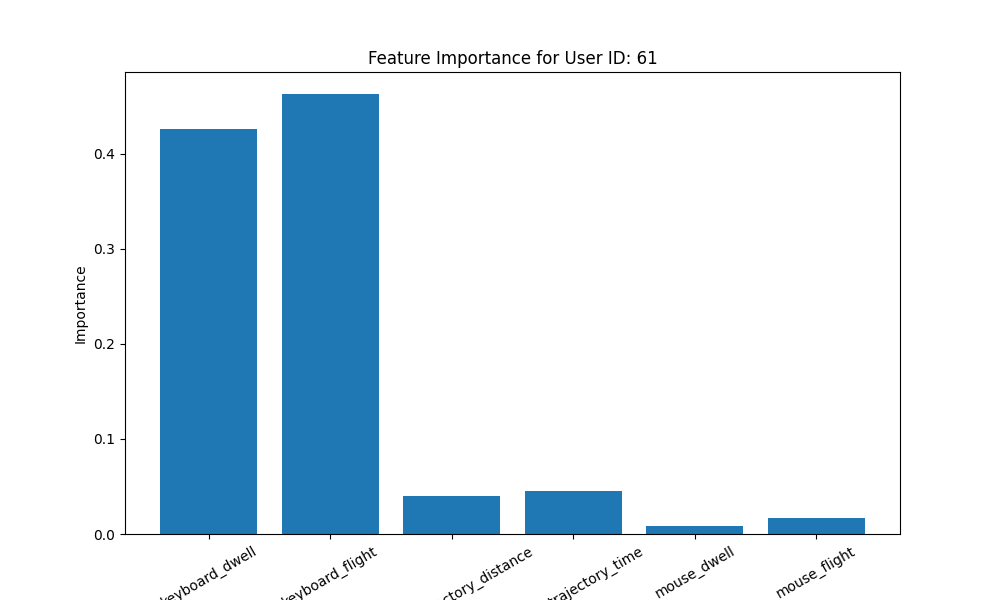 Feature Importance for User ID: 61
Importance
0.4
0.3
0.2
0.1
0.0
keyboard_dwell
keyboard_flight
ctory_distance
trajectory_time
mouse_dwell
mouse_flight